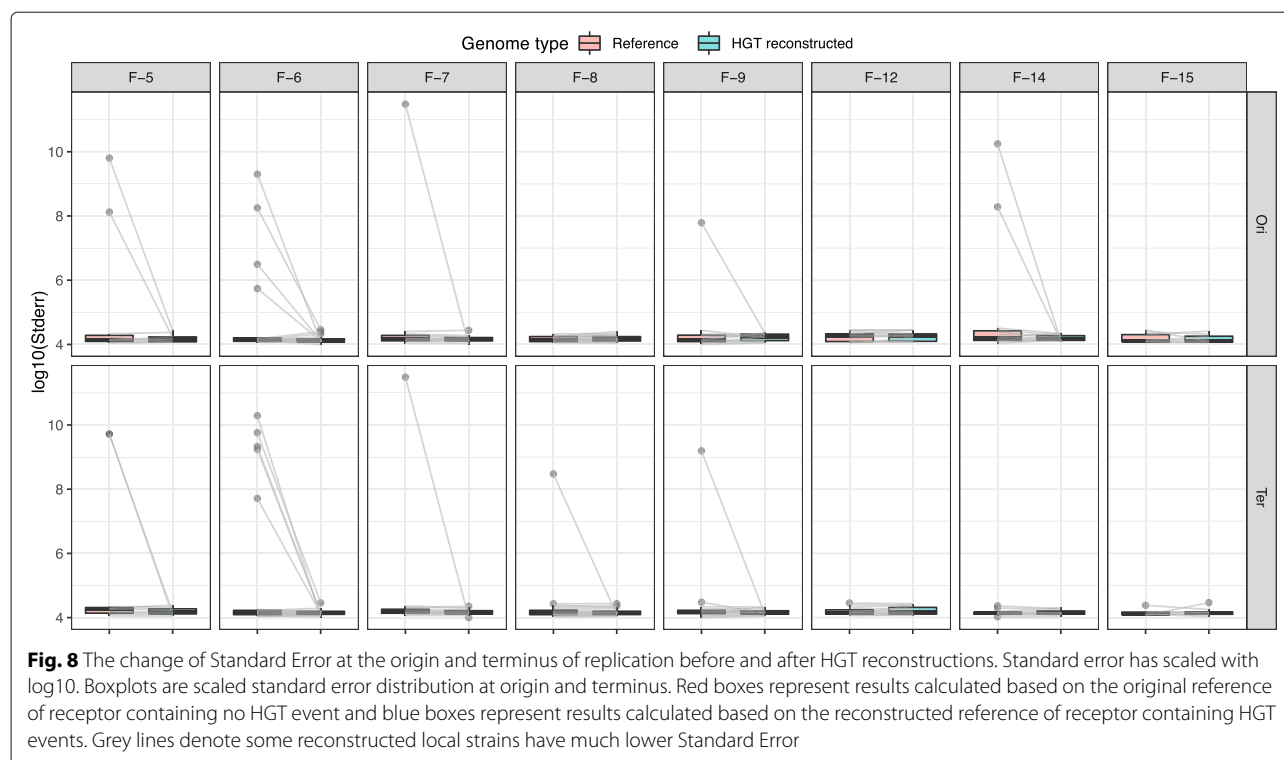 Genome type Reference HGT reconstructed
F−5 F−6 F−7 F−8 F−9 F−12 F−14 F−15
10
8
6
4
Ori
log10(Stderr)
10
8
6
4
Ter
Fig. 8 The change of Standard Error at the origin and terminus of replication before and after HGT reconstructions. Standard error has scaled with
log10. Boxplots are scaled standard error distribution at origin and terminus. Red boxes represent results calculated based on the original reference
of receptor containing no HGT event and blue boxes represent results calculated based on the reconstructed reference of receptor containing HGT
events. Grey lines denote some reconstructed local strains have much lower Standard Error